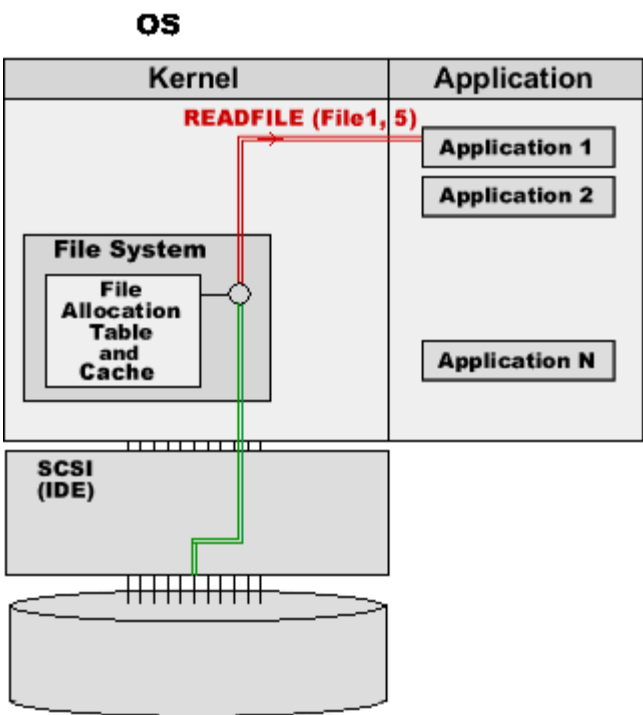 OS
Kernel
Application
READFILE (File1, 5)
Application 1
Application 2
File System
File
Allocation
Table
and
Cache
Application N
SCSI
(IDE)